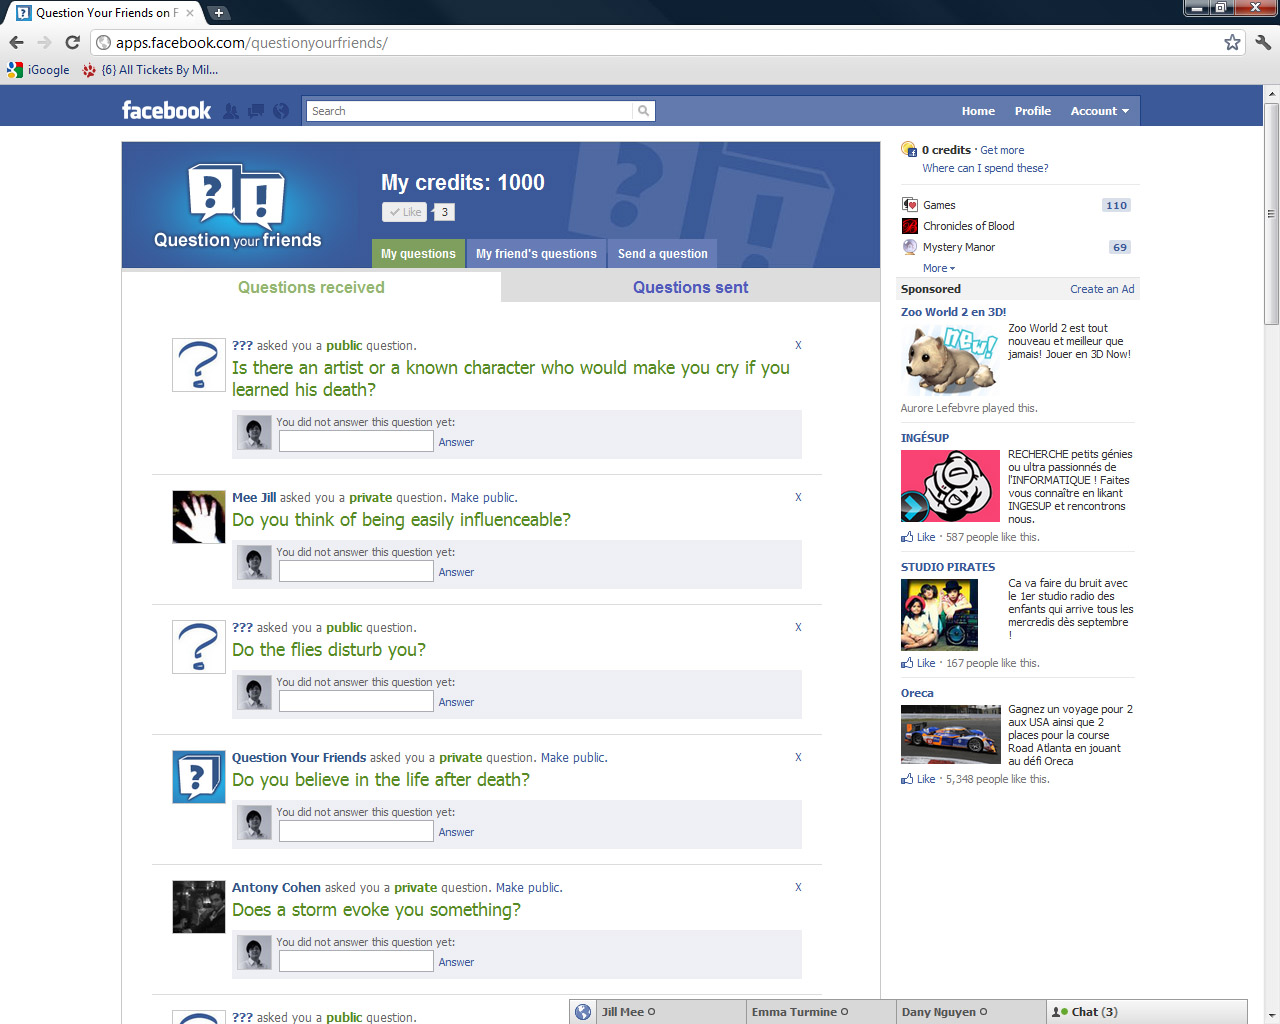 Question Your Friends on F
apps.facebook.com/questionyourfriends/
iGoogle
{6} All Tickets By Mil...
facebook
Search
Home
Profile
Account
My credits: 1000
Like
3
Question your friends
My questions
My friend's questions
Send a question
Questions received
Questions sent
??? asked you a public question.
X
Is there an artist or a known character who would make you cry if you
learned his death?
You did not answer this question yet:
Answer
Mee Jill asked you a private question. Make public.
X
Do you think of being easily influenceable?
You did not answer this question yet:
Answer
??? asked you a public question.
X
Do the flies disturb you?
You did not answer this question yet:
Answer
Question Your Friends asked you a private question. Make public.
X
Do you believe in the life after death?
You did not answer this question yet:
Answer
Antony Cohen asked you a private question. Make public.
X
Does a storm evoke you something?
You did not answer this question yet:
Answer
??? asked you a public question.
0 credits · Get more
Where can I spend these?
Games
110
Chronicles of Blood
Mystery Manor
69
More
Sponsored
Create an Ad
Zoo World 2 en 3D!
new!
Zoo World 2 est tout
nouveau et meilleur que
jamais! Jouer en 3D Now!
Aurore Lefebvre played this.
INGÉSUP
RECHERCHE petits génies
ou ultra passionnés de
l'INFORMATIQUE ! Faites
vous connaître en likant
INGESUP et rencontrons
nous.
Like · 587 people like this.
STUDIO PIRATES
Ca va faire du bruit avec
le 1er studio radio des
enfants qui arrive tous les
mercredis dès septembre
!
Like · 167 people like this.
Oreca
Gagnez un voyage pour 2
aux USA ainsi que 2
places pour la course
Road Atlanta en jouant
au défi Oreca
Like · 5,348 people like this.
Jill Mee
Emma Turmine
Dany Nguyen
Chat (3)